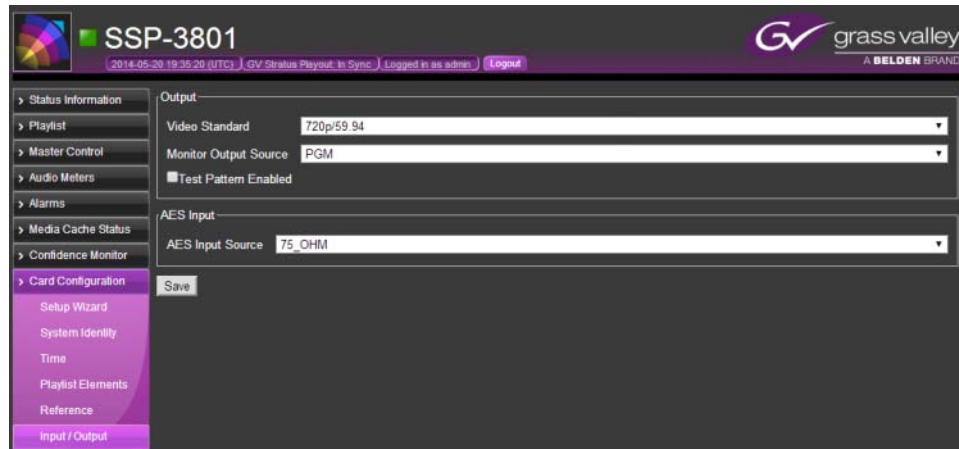 SSP-3801
2014-05-20 19:35:20 (UTC) GV Stratus Playout: In Sync Logged in as admin Logout
GV grass valley
A BELDEN BRAND
Status Information
Playlist
Master Control
Audio Meters
Alarms
Media Cache Status
Confidence Monitor
Card Configuration
Setup Wizard
System Identity
Time
Playlist Elements
Reference
Input / Output
Output
Video Standard 720p/59.94
Monitor Output Source PGM
Test Pattern Enabled
AES Input
AES Input Source 75_OHM
Save